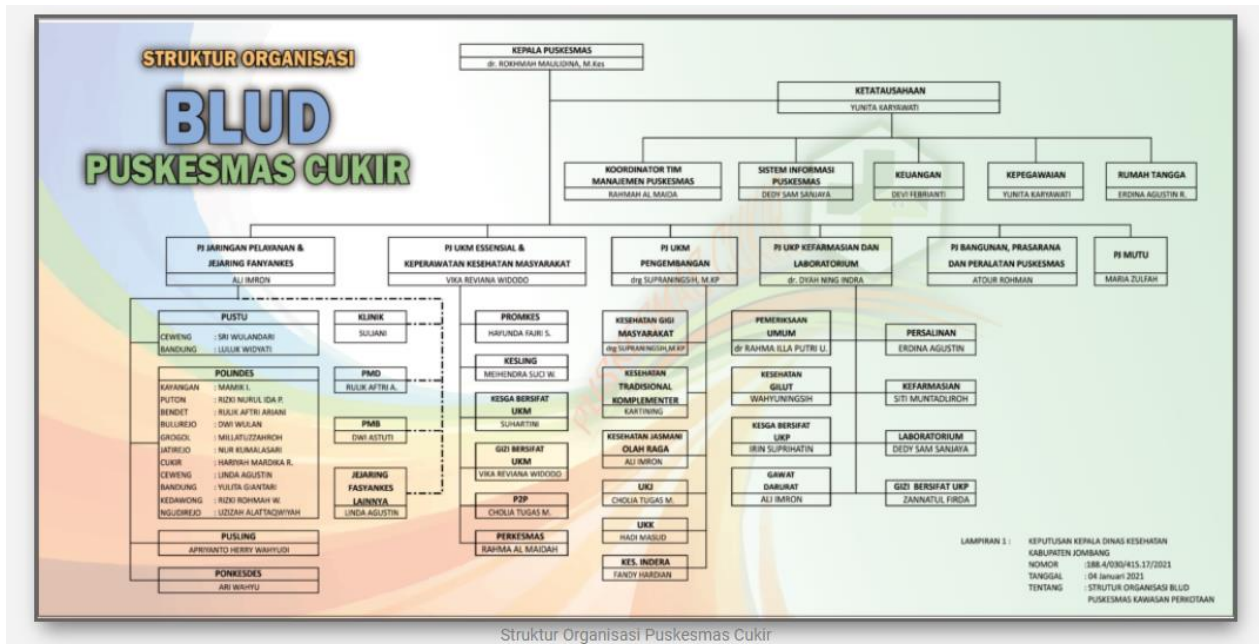 STRUKTUR ORGANISASI
BLUD
PUSKESMAS CUKIR
KEPALA PUSKESMAS
dr. ROKHMAH MAULIDINA, M.Kes
KETATAUSAHAAN
YUNITA KARYAWATI
KOORDINATOR TIM
MANAJEMEN PUSKESMAS
RAHMAH AL MAIDA
SISTEM INFORMASI
PUSKESMAS
DEDY SAM SANJAYA
KEUANGAN
DEVI FEBRIANTI
KEPEGAWAIAN
YUNITA KARYAWATI
RUMAH TANGGA
ERDINA AGUSTIN R.
PJ JARINGAN PELAYANAN &
JEJARING FANYANKES
ALI IMRON
PJ UKM ESSENSIAL &
KEPERAWATAN KESEHATAN MASYARAKAT
VIKA REVIANA WIDODO
PJ UKM
PENGEMBANGAN
drg SUPRANINGSIH, M.KP
PJ UKP KEFARMASIAN DAN
LABORATORIUM
dr. DYAH NING INDRA
PJ BANGUNAN, PRASARANA
DAN PERALATAN PUSKESMAS
ATOUR ROHMAN
PJ MUTU
MARIA ZULFAH
PUSTU
CEWENG : SRI WULANDARI
BANDUNG : LULUK WIDYATI
POLINDES
KAYANGAN : MAMIK I.
PUTON : RIZKI NURUL IDA P.
BENDET : RULIK AFTRI ARIANI
BULUREJO : DWI WULAN
GROGOL : MILLATUZZAHROH
JATIREJO : NUR KUMALASARI
CUKIR : HARIYAH MARDIKA R.
CEWENG : LINDA AGUSTIN
BANDUNG : YULITA GIANTARI
KEDAWONG : RIZKI ROHMAH W.
NGUDIREJO : UZIZAH ALATTAQWIYAH
PUSLING
APRIYANTO HERRY WAHYUDI
PONKESDES
ARI WAHYU
KLINIK
SUIJANI
PMD
RULIK AFTRI A.
PMB
DWI ASTUTI
JEJARING
FASYANKES
LAINNYA
LINDA AGUSTIN
PROMKES
HAYUNDA FAJRI S.
KESLING
MEIHENDRA SUCI W.
KESGA BERSIFAT
UKM
SUHARTINI
GIZI BERSIFAT
UKM
VIKA REVIANA WIDODO
P2P
CHOLIA TUGAS M.
PERKESMAS
RAHMA AL MAIDAH
KESEHATAN GIGI
MASYARAKAT
drg SUPRANINGSIH,M.KP
KESEHATAN
TRADISIONAL
KOMPLEMENTER
KARTINING
KESEHATAN JASMANI
OLAH RAGA
ALI IMRON
UKJ
CHOLIA TUGAS M.
UKK
HADI MASUD
KES. INDERA
FANDY HARDIAN
PEMERIKSAAN
UMUM
dr RAHMA ILLA PUTRI U.
KESEHATAN
GILUT
WAHYUNINGSIH
KESGA BERSIFAT
UKP
IRIN SUPRIHATIN
GAWAT
DARURAT
ALI IMRON
PERSALINAN
ERDINA AGUSTIN
KEFARMASIAN
SITI MUNTADLIROH
LABORATORIUM
DEDY SAM SANJAYA
GIZI BERSIFAT UKP
ZANNATUL FIRDA
LAMPIRAN 1 : KEPUTUSAN KEPALA DINAS KESEHATAN
KABUPATEN JOMBANG
NOMOR :188.4/030/415.17/2021
TANGGAL : 04 Januari 2021
TENTANG : STRUTUR ORGANISASI BLUD
PUSKESMAS KAWASAN PERKOTAAN
Struktur Organisasi Puskesmas Cukir